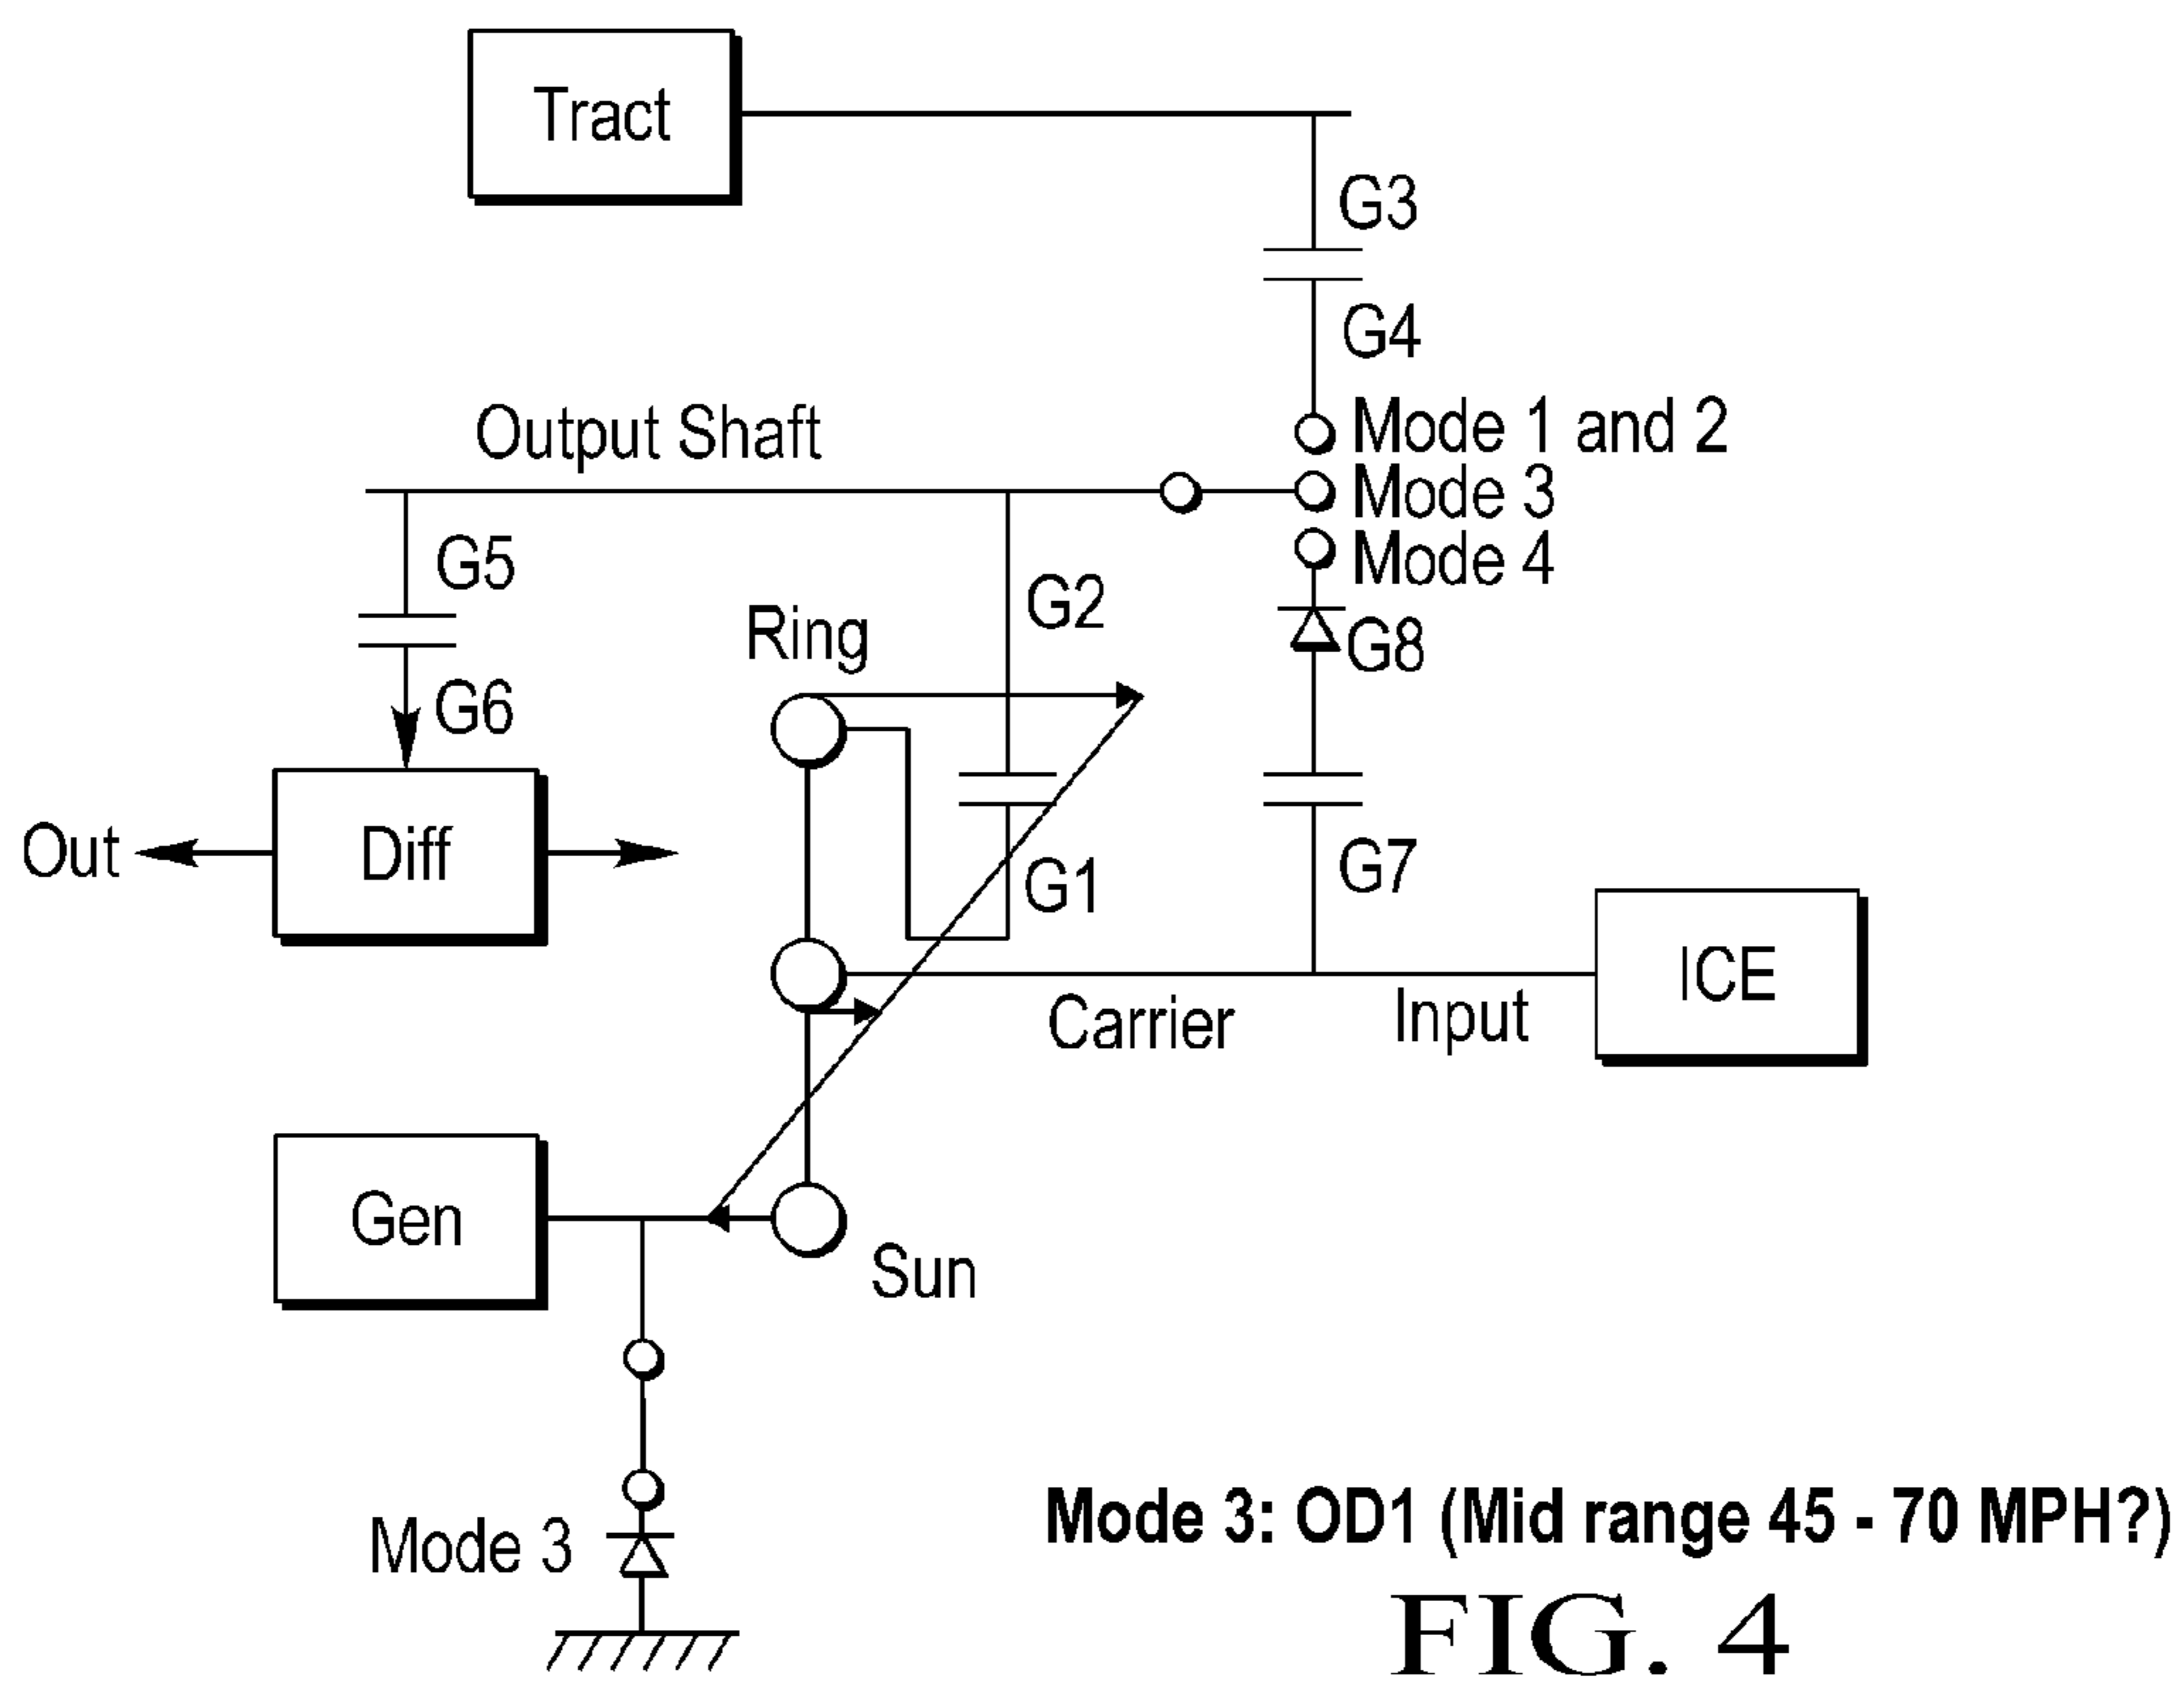 Tract
G3
G4
Output Shaft
Mode 1 and 2
Mode 3
Mode 4
G5
G2
Ring
G8
G6
Out
Diff
G1
G7
ICE
Carrier
Input
Gen
Sun
Mode 3
Mode 3: OD1 (Mid range 45 - 70 MPH?)
FIG. 4